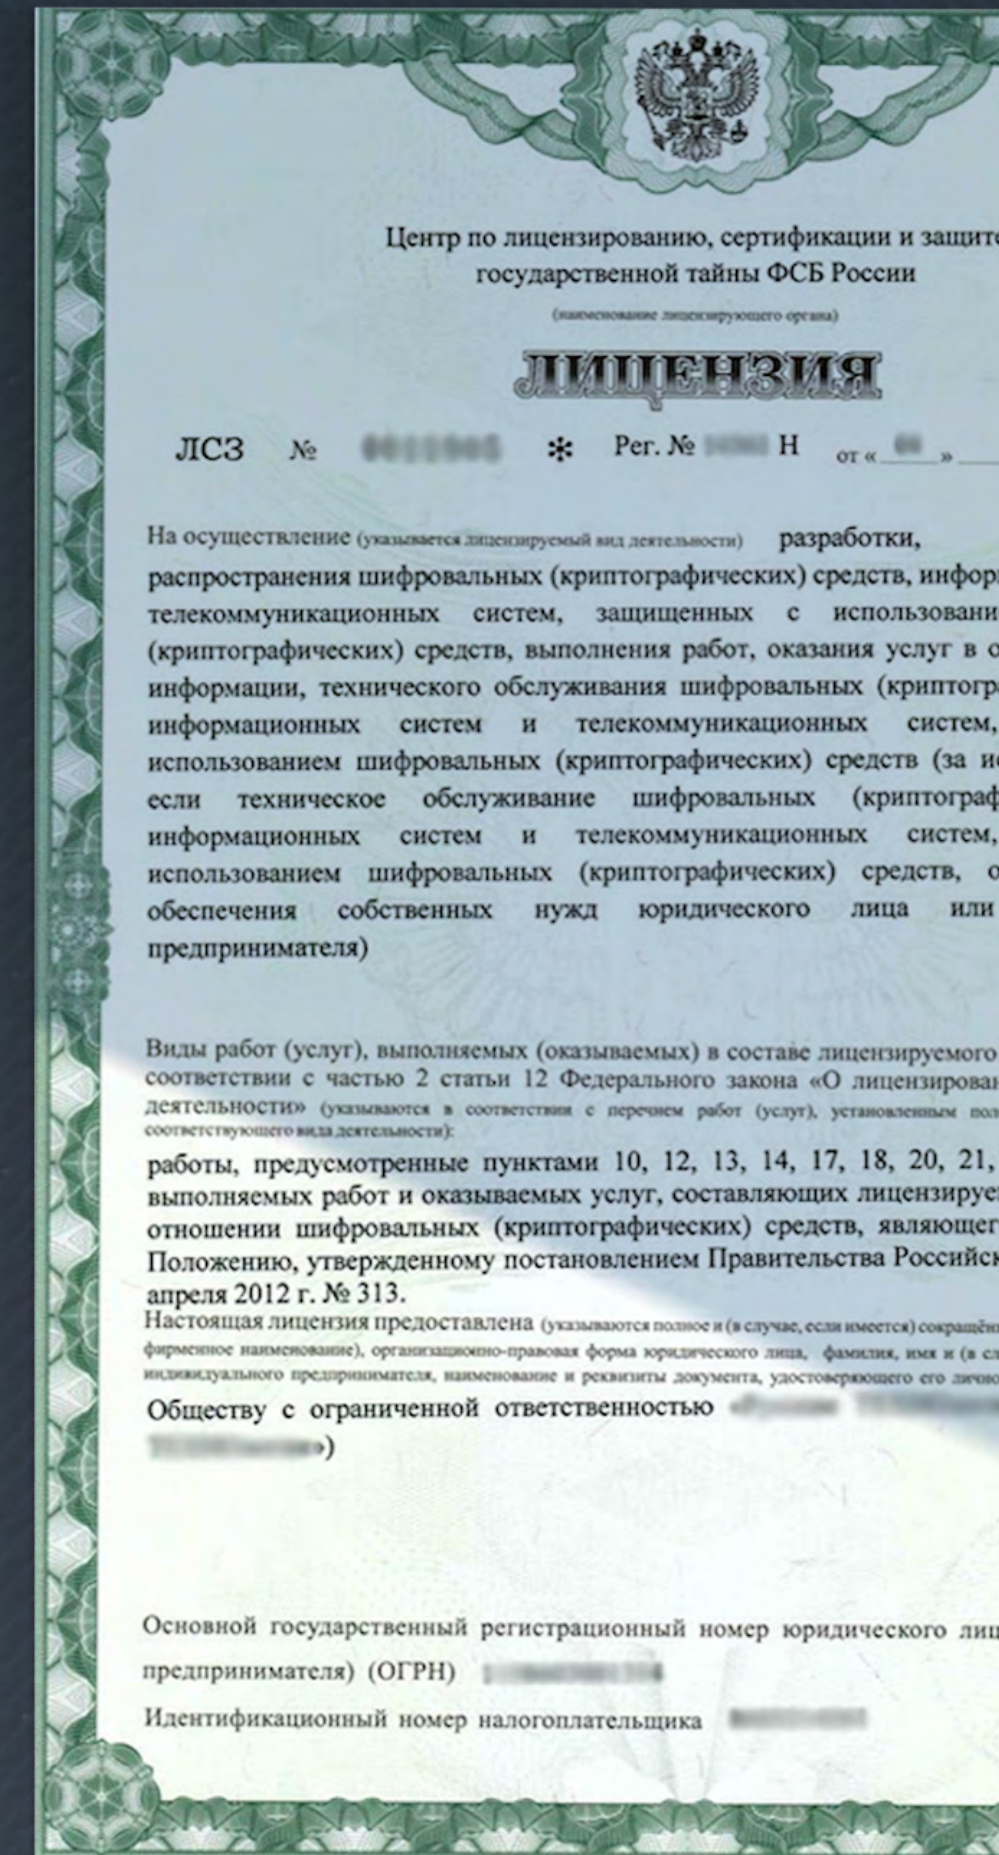 Центр по лицензированию, сертификации и защите
государственной тайны ФСБ России
(наименование лицензирующего органа)
ЛИЦЕНЗИЯ
ЛСЗ № * Рег. № Н от « »
На осуществление (указывается лицензируемый вид деятельности) разработки,
распространения шифровальных (криптографических) средств, инфор
телекоммуникационных систем, защищенных с использовани
(криптографических) средств, выполнения работ, оказания услуг в о
информации, технического обслуживания шифровальных (криптогра
информационных систем и телекоммуникационных систем,
использованием шифровальных (криптографических) средств (за ис
если техническое обслуживание шифровальных (криптограф
информационных систем и телекоммуникационных систем,
использованием шифровальных (криптографических) средств, о
обеспечения собственных нужд юридического лица или
предпринимателя)
Виды работ (услуг), выполняемых (оказываемых) в составе лицензируемого
соответствии с частью 2 статьи 12 Федерального закона «О лицензирован
деятельности» (указываются в соответствии с перечнем работ (услуг), установленным пол
соответствующего вида деятельности):
работы, предусмотренные пунктами 10, 12, 13, 14, 17, 18, 20, 21,
выполняемых работ и оказываемых услуг, составляющих лицензируе
отношении шифровальных (криптографических) средств, являющег
Положению, утвержденному постановлением Правительства Российск
апреля 2012 г. № 313.
Настоящая лицензия предоставлена (указываются полное и (в случае, если имеется) сокращённ
фирменное наименование), организационно-правовая форма юридического лица, фамилия, имя и (в сл
индивидуального предпринимателя, наименование и реквизиты документа, удостоверяющего его лично
Обществу с ограниченной ответственностью
»)
Основной государственный регистрационный номер юридического лиц
предпринимателя) (ОГРН)
Идентификационный номер налогоплательщика